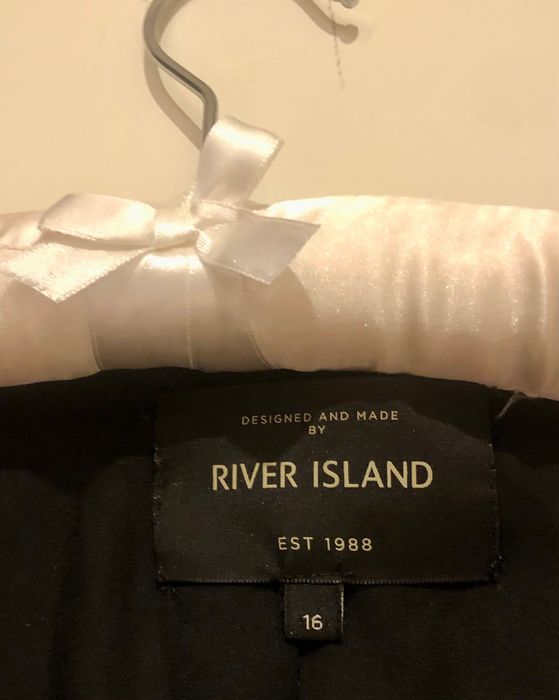 DESIGNED AND MADE
BY
RIVER ISLAND
EST 1988
16